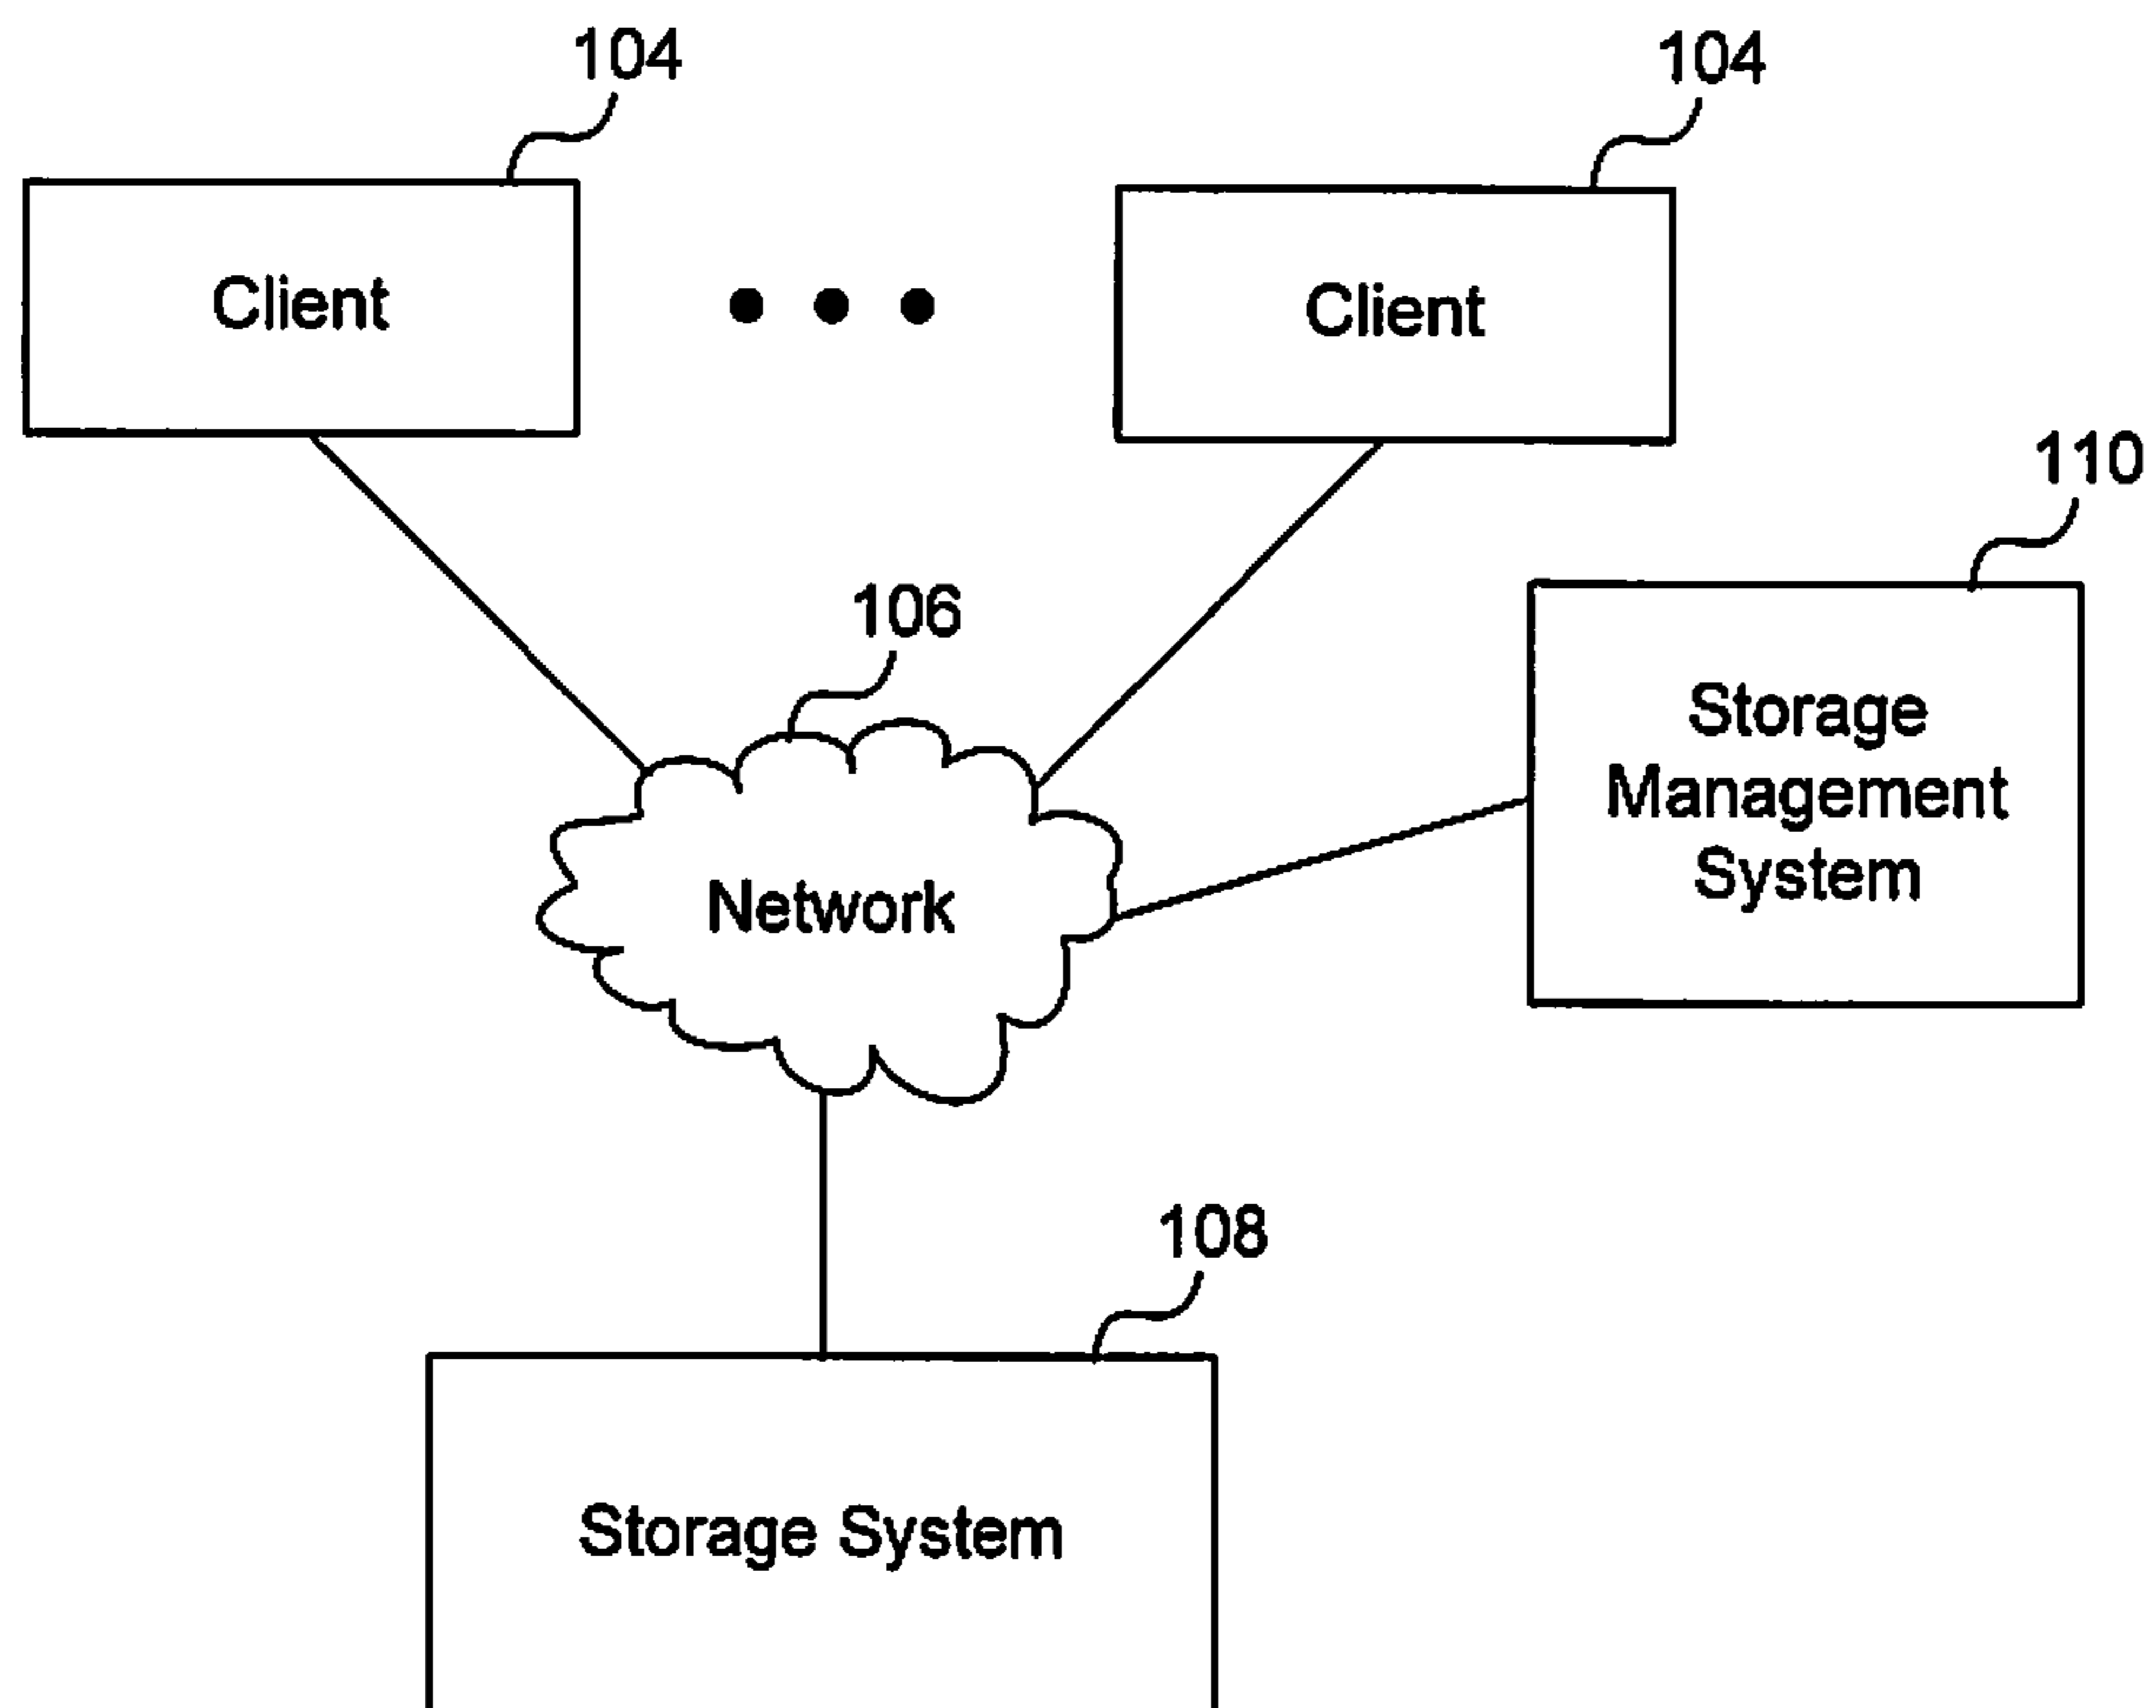 104
104
Client
Client
110
106
Storage
Management
System
Network
108
Storage System